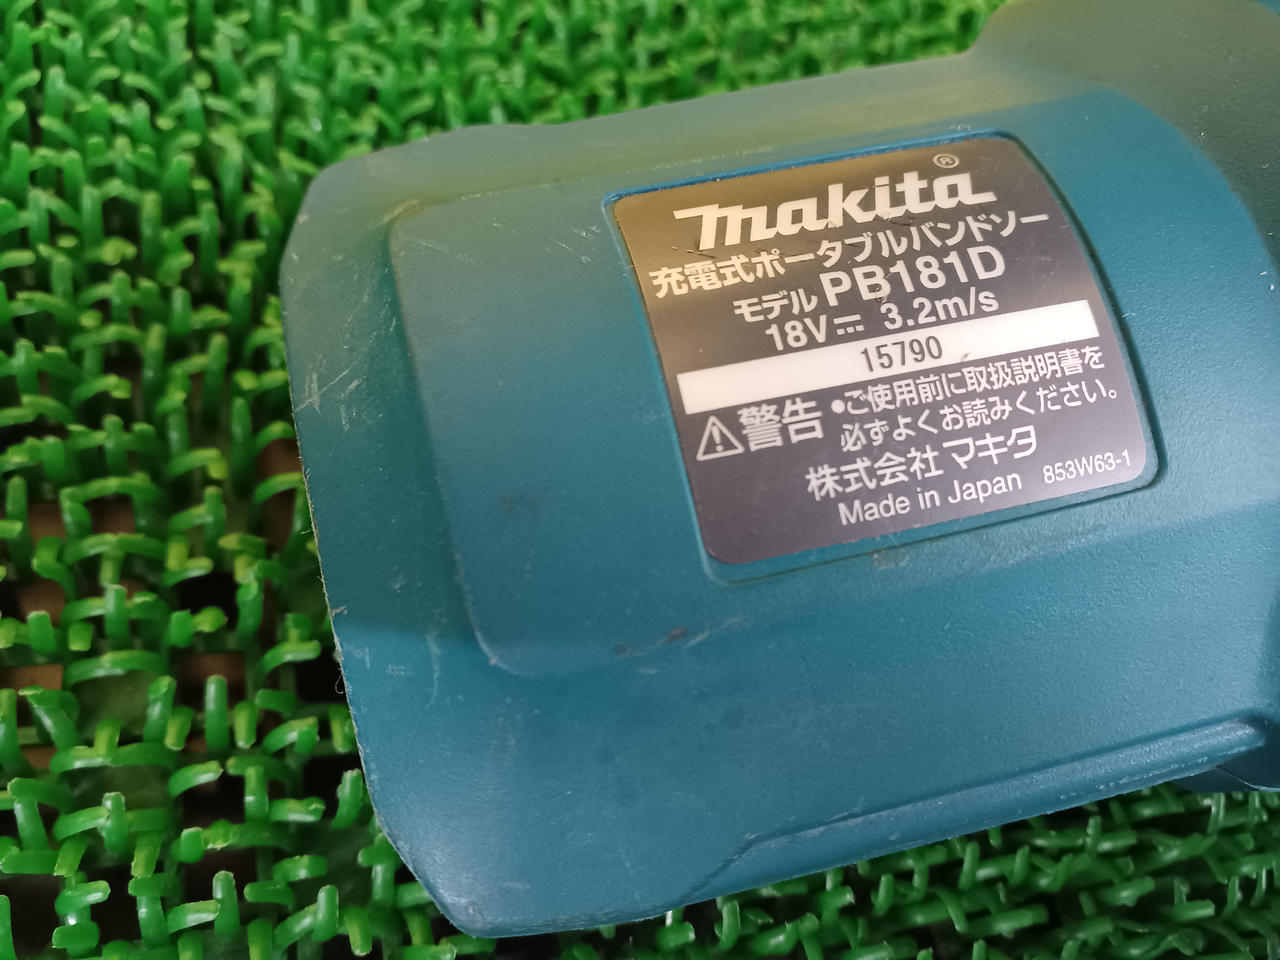 makita®
充電式ポータブルバンドソー
モデル PB181D
18V⎓ 3.2m/s
15790
⚠警告 •ご使用前に取扱説明書を
必ずよくお読みください。
株式会社 マキタ
Made in Japan 853W63-1